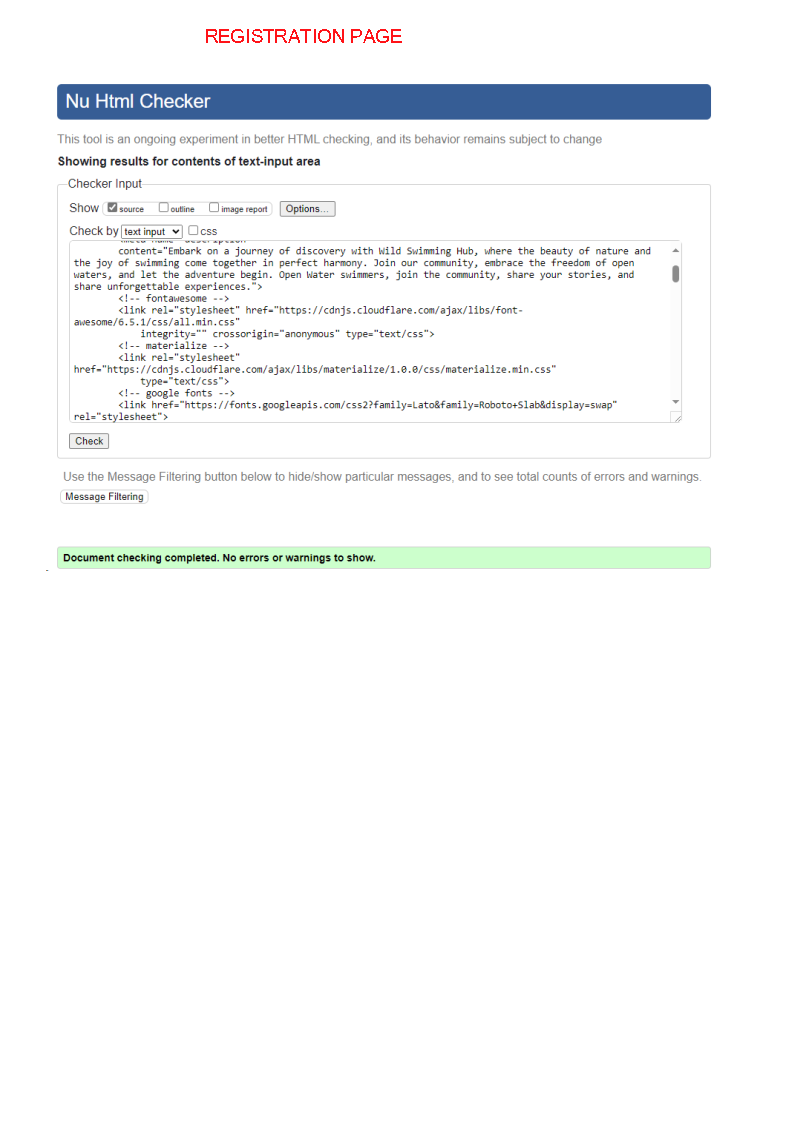 REGISTRATION PAGE
Nu Html Checker
This tool is an ongoing experiment in better HTML checking, and its behavior remains subject to change
Showing results for contents of text-input area
Checker Input
Show source outline image report Options...
Check by text input css
<meta name="description"
content="Embark on a journey of discovery with Wild Swimming Hub, where the beauty of nature and
the joy of swimming come together in perfect harmony. Join our community, embrace the freedom of open
waters, and let the adventure begin. Open Water swimmers, join the community, share your stories, and
share unforgettable experiences.">
<!-- fontawesome -->
<link rel="stylesheet" href="https://cdnjs.cloudflare.com/ajax/libs/font-
awesome/6.5.1/css/all.min.css"
integrity="" crossorigin="anonymous" type="text/css">
<!-- materialize -->
<link rel="stylesheet"
href="https://cdnjs.cloudflare.com/ajax/libs/materialize/1.0.0/css/materialize.min.css"
type="text/css">
<!-- google fonts -->
<link href="https://fonts.googleapis.com/css2?family=Lato&family=Roboto+Slab&display=swap"
rel="stylesheet">
Check
Use the Message Filtering button below to hide/show particular messages, and to see total counts of errors and warnings.
Message Filtering
Document checking completed. No errors or warnings to show.